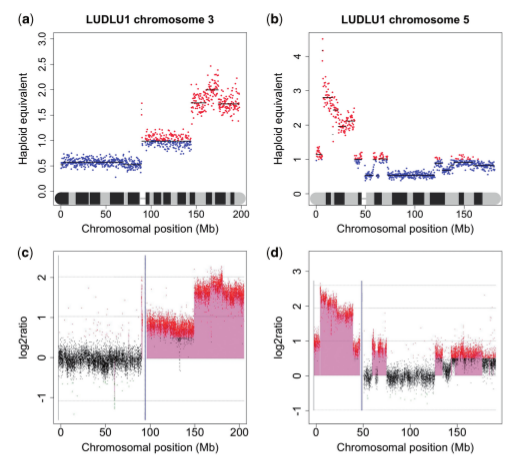 (a) LUDLU1 chromosome 3
Haploid equivalent
3.0
2.5
2.0
1.5
1.0
0.5
0.0
0 50 100 150 200
Chromosomal position (Mb)
(b) LUDLU1 chromosome 5
Haploid equivalent
4
3
2
1
0
0 50 100 150
Chromosomal position (Mb)
(c)
log2ratio
2
1
0
-1
0 50 100 150 200
Chromosomal position (Mb)
(d)
log2ratio
3
2
1
0
-1
0 50 100 150
Chromosomal position (Mb)